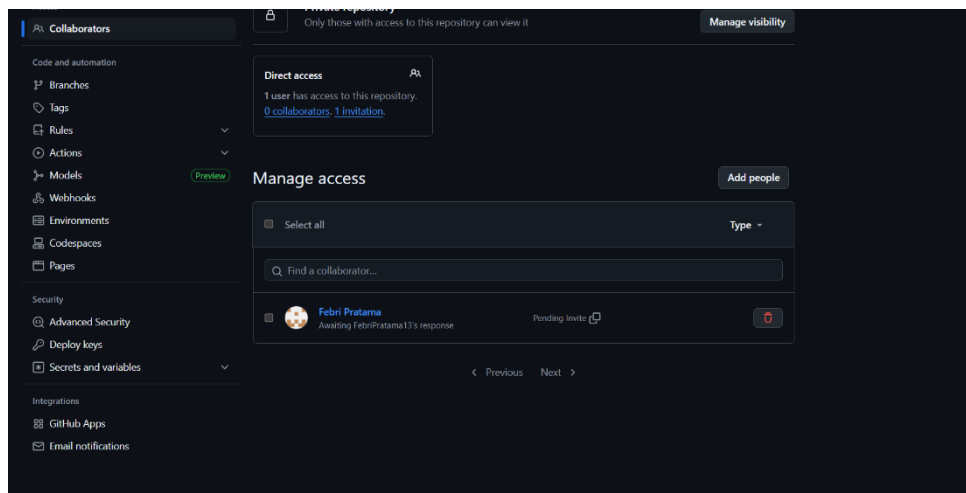 Collaborators
Code and automation
Branches
Tags
Rules
Actions
Models Preview
Webhooks
Environments
Codespaces
Pages
Security
Advanced Security
Deploy keys
Secrets and variables
Integrations
GitHub Apps
Email notifications
Private repository
Only those with access to this repository can view it
Manage visibility
Direct access
1 user has access to this repository.
0 collaborators. 1 invitation.
Manage access
Add people
Select all
Type
Find a collaborator...
Febri Pratama
Awaiting FebriPratama13's response
Pending Invite
Previous Next